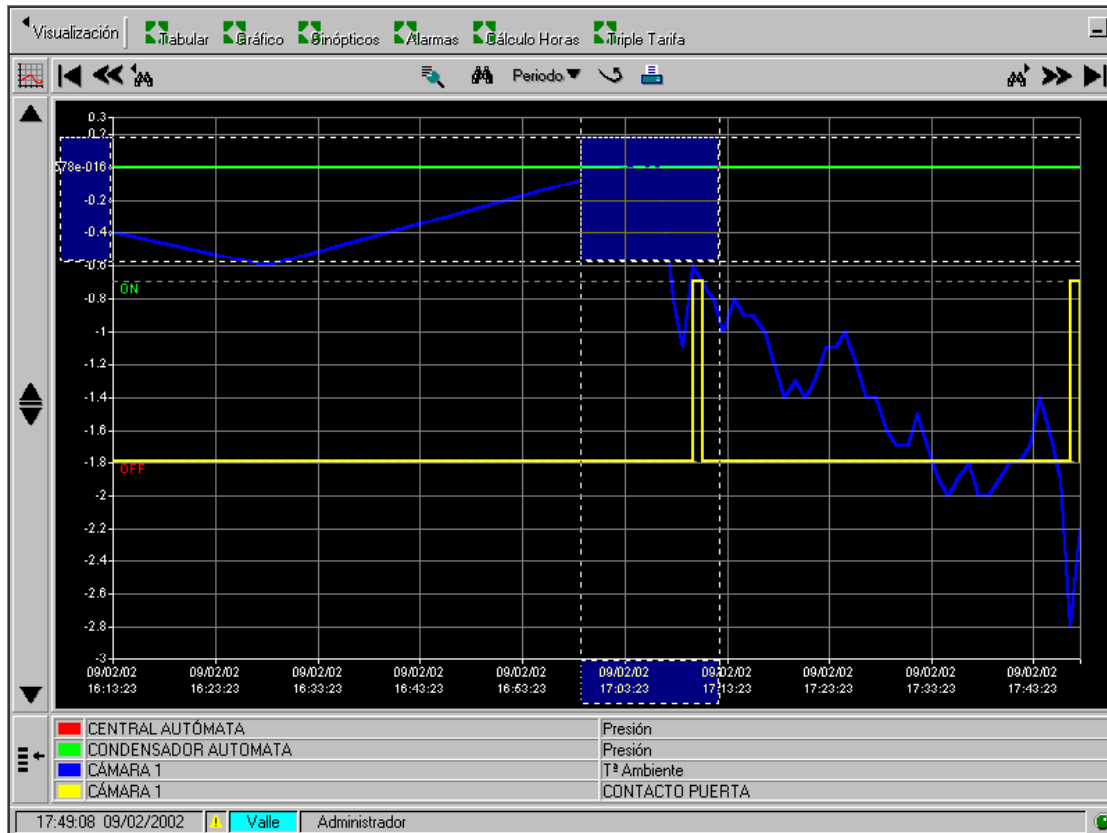 Visualización Tabular Gráfico Sinópticos Alarmas Cálculo Horas Triple Tarifa
Periodo
0.3
0.2
578e-016
-0.2
-0.4
-0.6
ON
-0.8
-1
-1.2
-1.4
-1.6
-1.8
OFF
-2
-2.2
-2.4
-2.6
-2.8
-3
09/02/02 09/02/02 09/02/02 09/02/02 09/02/02 09/02/02 09/02/02 09/02/02 09/02/02 09/02/02
16:13:23 16:23:23 16:33:23 16:43:23 16:53:23 17:03:23 17:13:23 17:23:23 17:33:23 17:43:23
CENTRAL AUTÓMATA Presión
CONDENSADOR AUTOMATA Presión
CÁMARA 1 Tª Ambiente
CÁMARA 1 CONTACTO PUERTA
17:49:08 09/02/2002 Valle Administrador